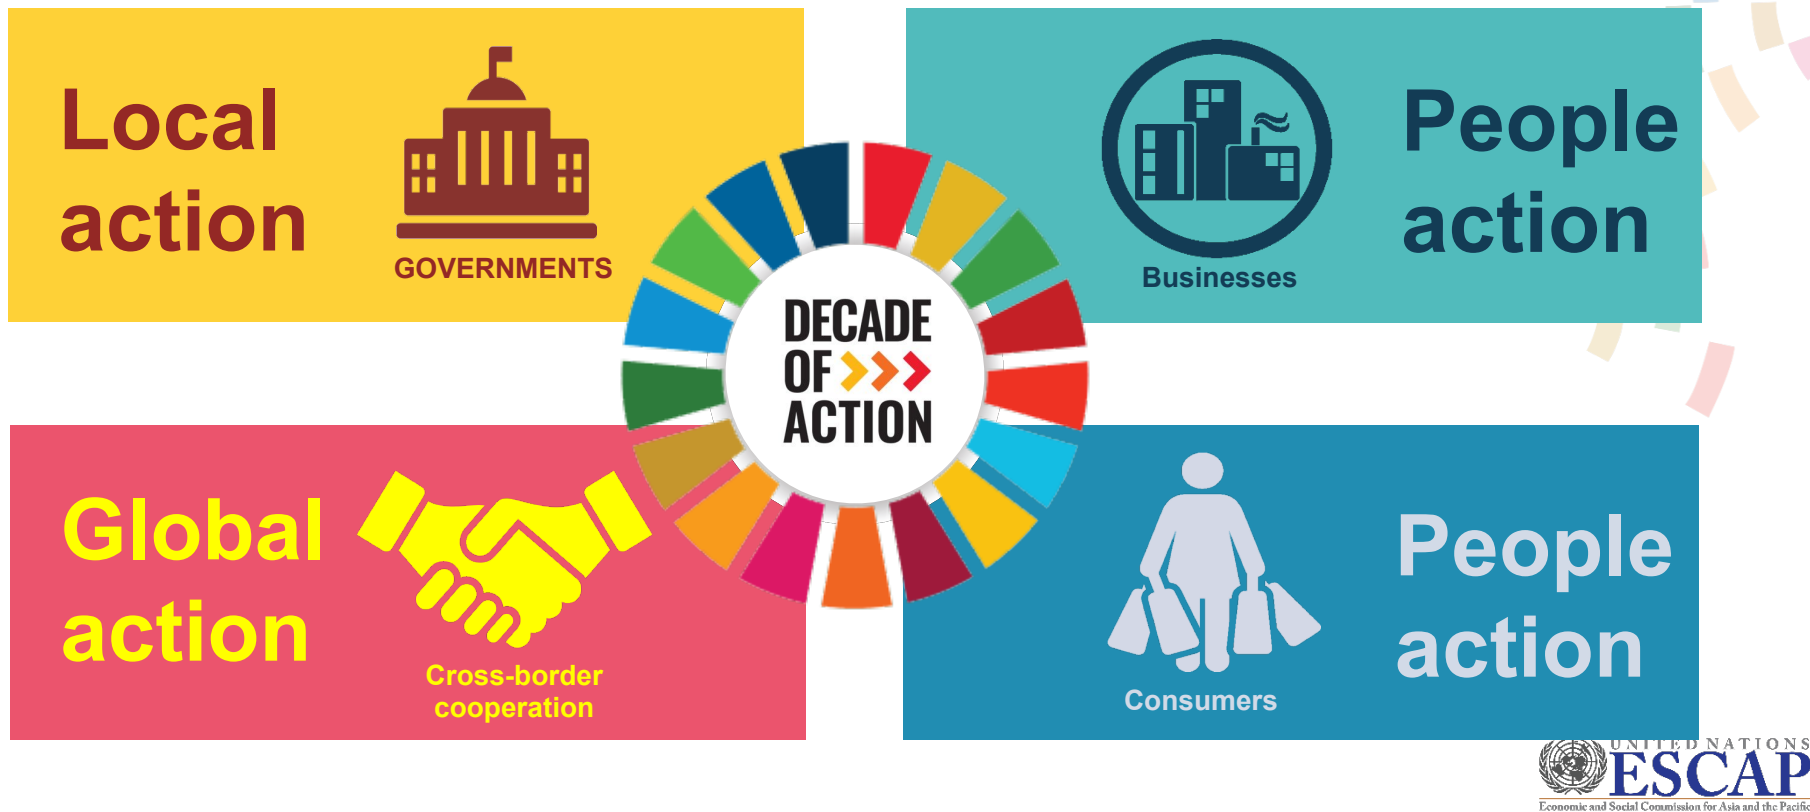 Local
action
GOVERNMENTS
People
action
Businesses
DECADE
OF
ACTION
Global
action
Cross-border
cooperation
People
action
Consumers
UNITED NATIONS
ESCAP
Economic and Social Commission for Asia and the Pacific